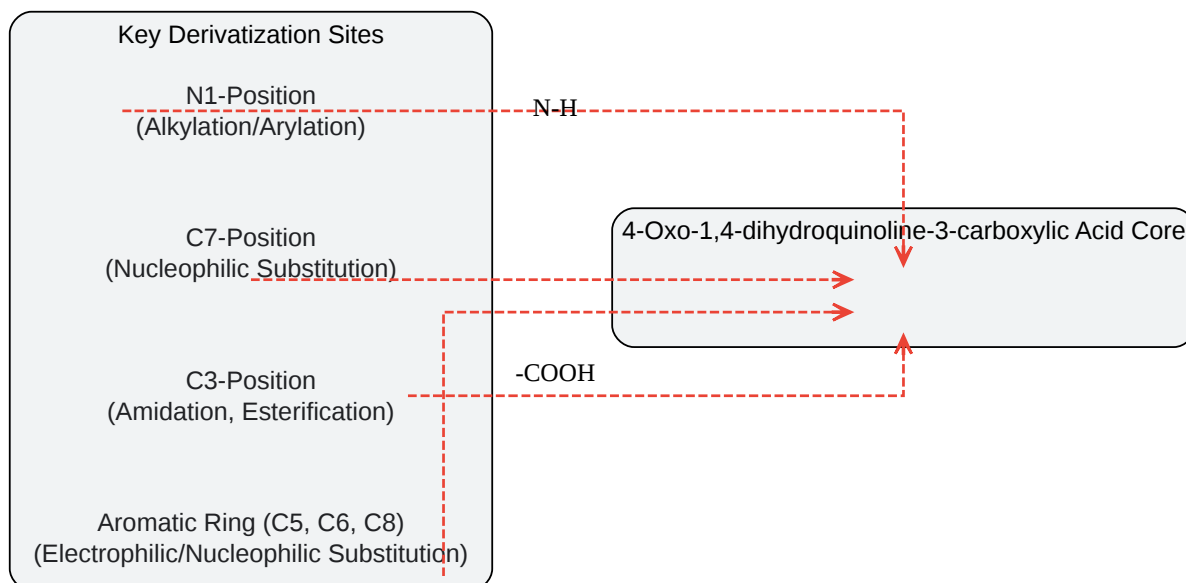 Key Derivatization Sites
N1-Position
(Alkylation/Arylation)
N-H
4-Oxo-1,4-dihydroquinoline-3-carboxylic Acid Core
C7-Position
(Nucleophilic Substitution)
C3-Position
(Amidation, Esterification)
-COOH
Aromatic Ring (C5, C6, C8)
(Electrophilic/Nucleophilic Substitution)